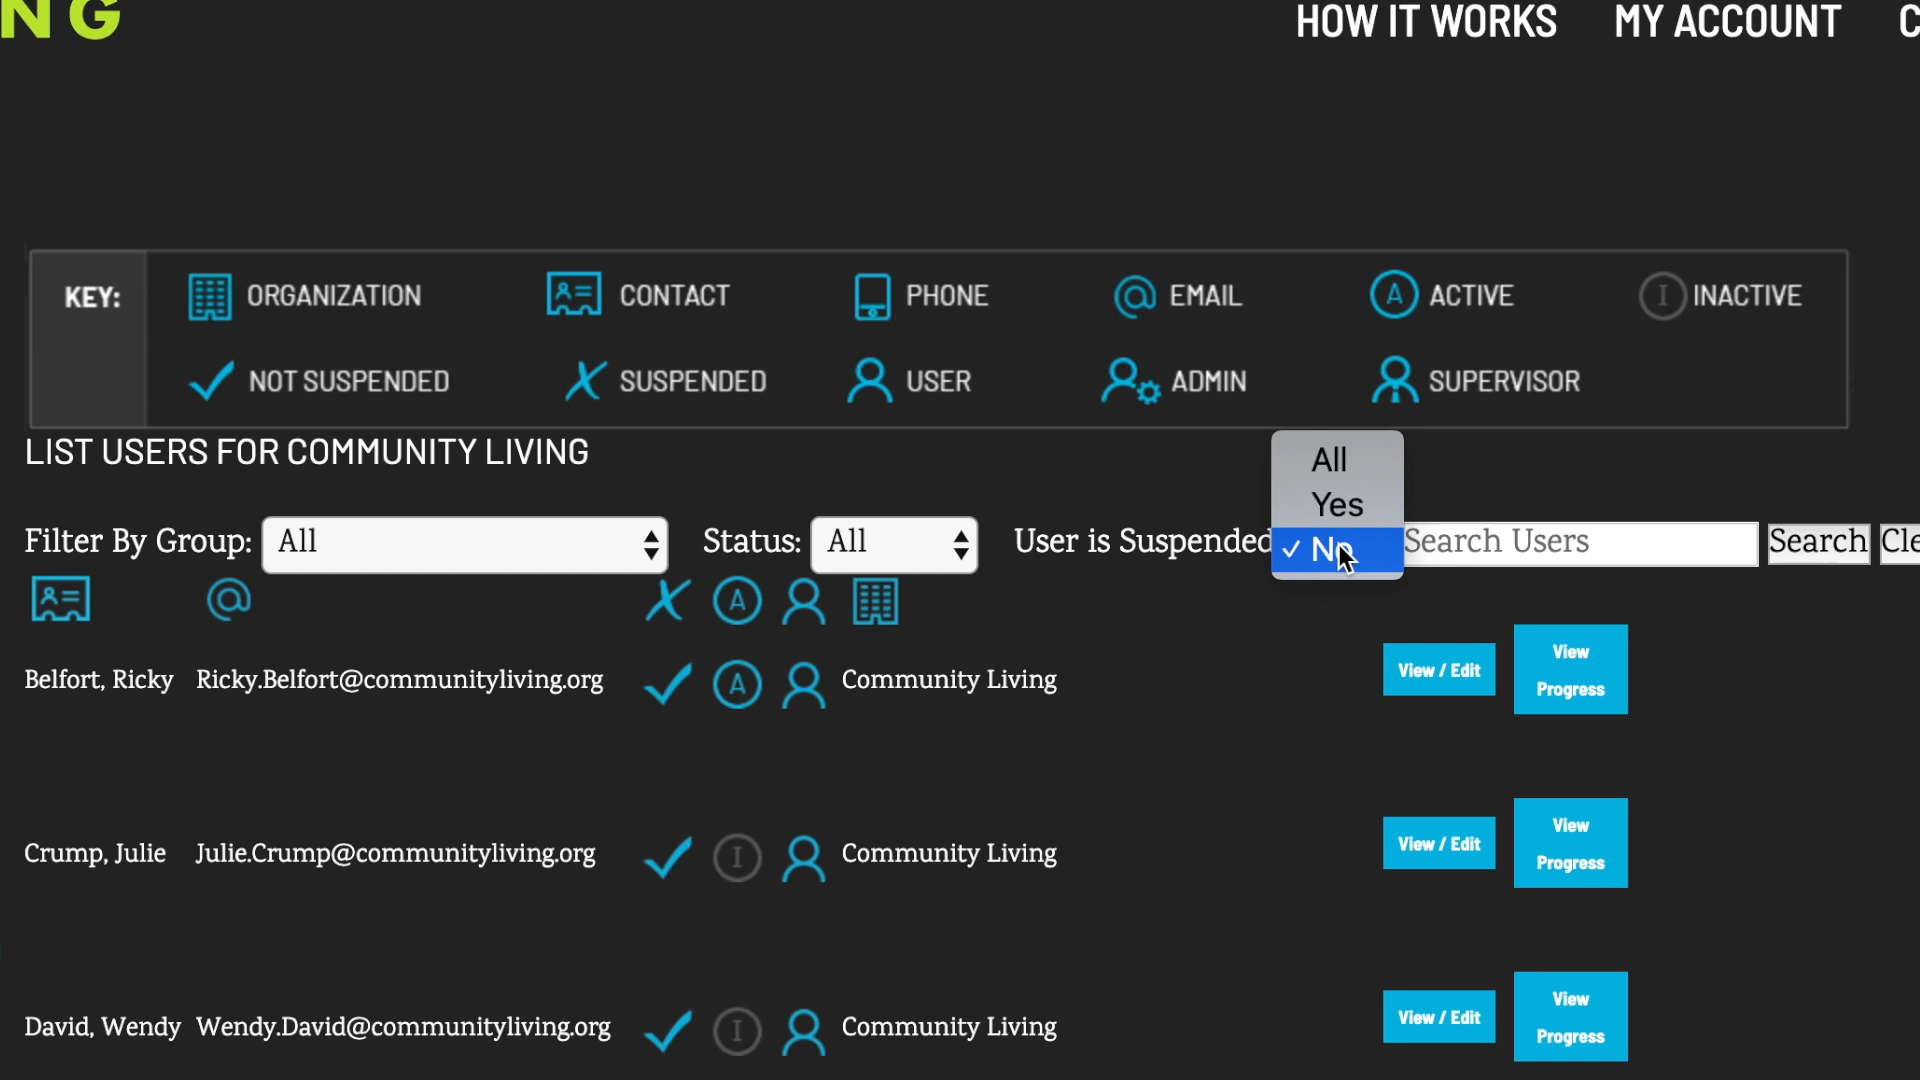 NG
HOW IT WORKS MY ACCOUNT C
KEY: ORGANIZATION CONTACT PHONE EMAIL A ACTIVE I INACTIVE
NOT SUSPENDED SUSPENDED USER ADMIN SUPERVISOR
LIST USERS FOR COMMUNITY LIVING
All
Yes
Filter By Group: All Status: All User is Suspended ✓ No Search Users Search Cle
A
Belfort, Ricky Ricky.Belfort@communityliving.org A Community Living View / Edit View Progress
Crump, Julie Julie.Crump@communityliving.org I Community Living View / Edit View Progress
David, Wendy Wendy.David@communityliving.org I Community Living View / Edit View Progress